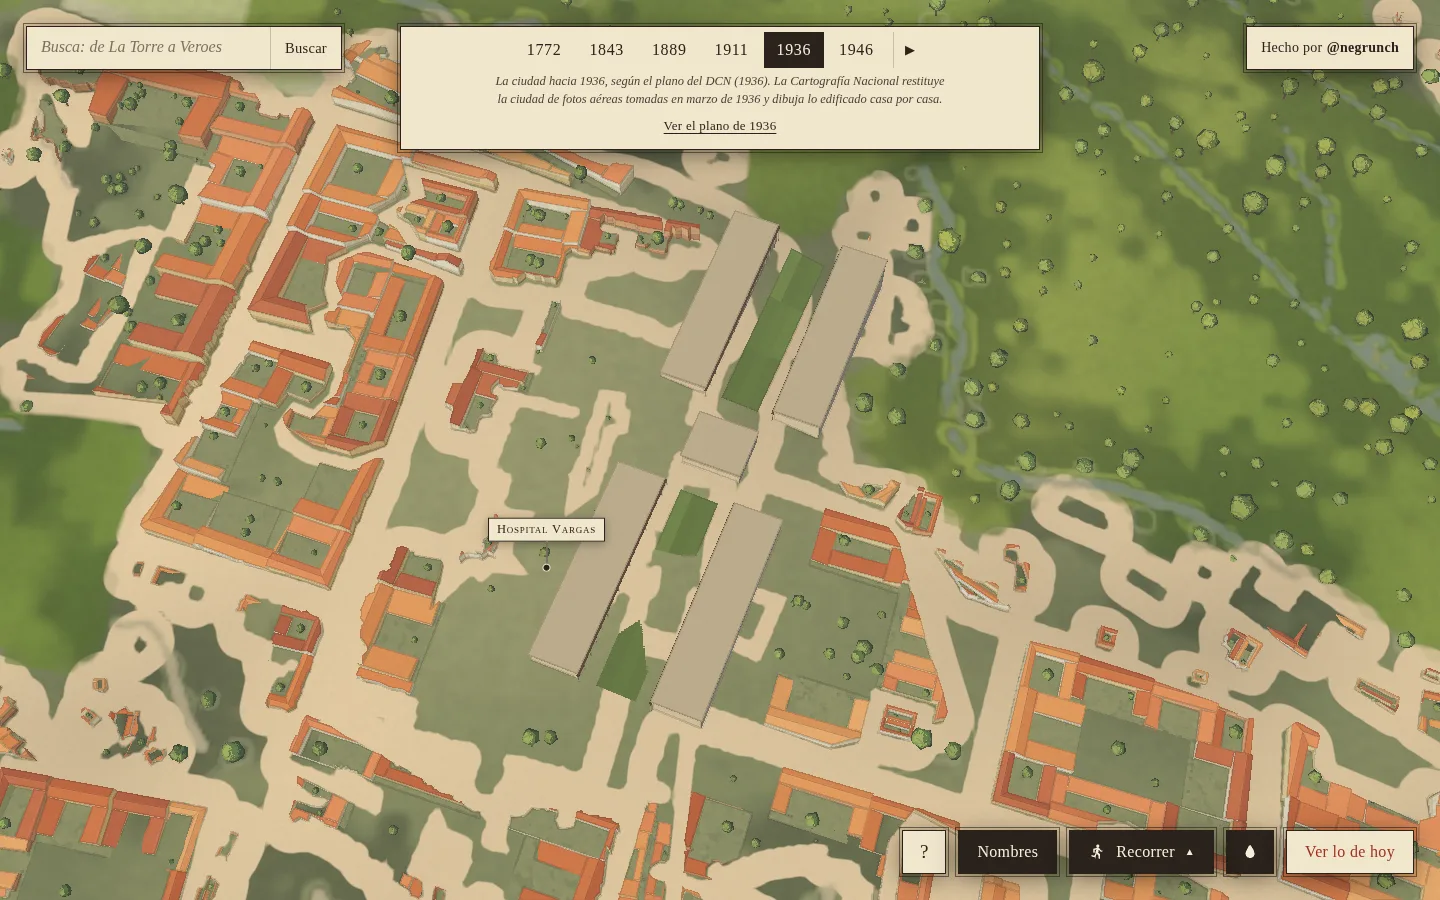 Busca: de La Torre a Veroes
Buscar
1772 1843 1889 1911 1936 1946
La ciudad hacia 1936, según el plano del DCN (1936). La Cartografía Nacional restituye
la ciudad de fotos aéreas tomadas en marzo de 1936 y dibuja lo edificado casa por casa.
Ver el plano de 1936
Hecho por @negrunch
Hospital Vargas
?
Nombres
Recorrer
Ver lo de hoy